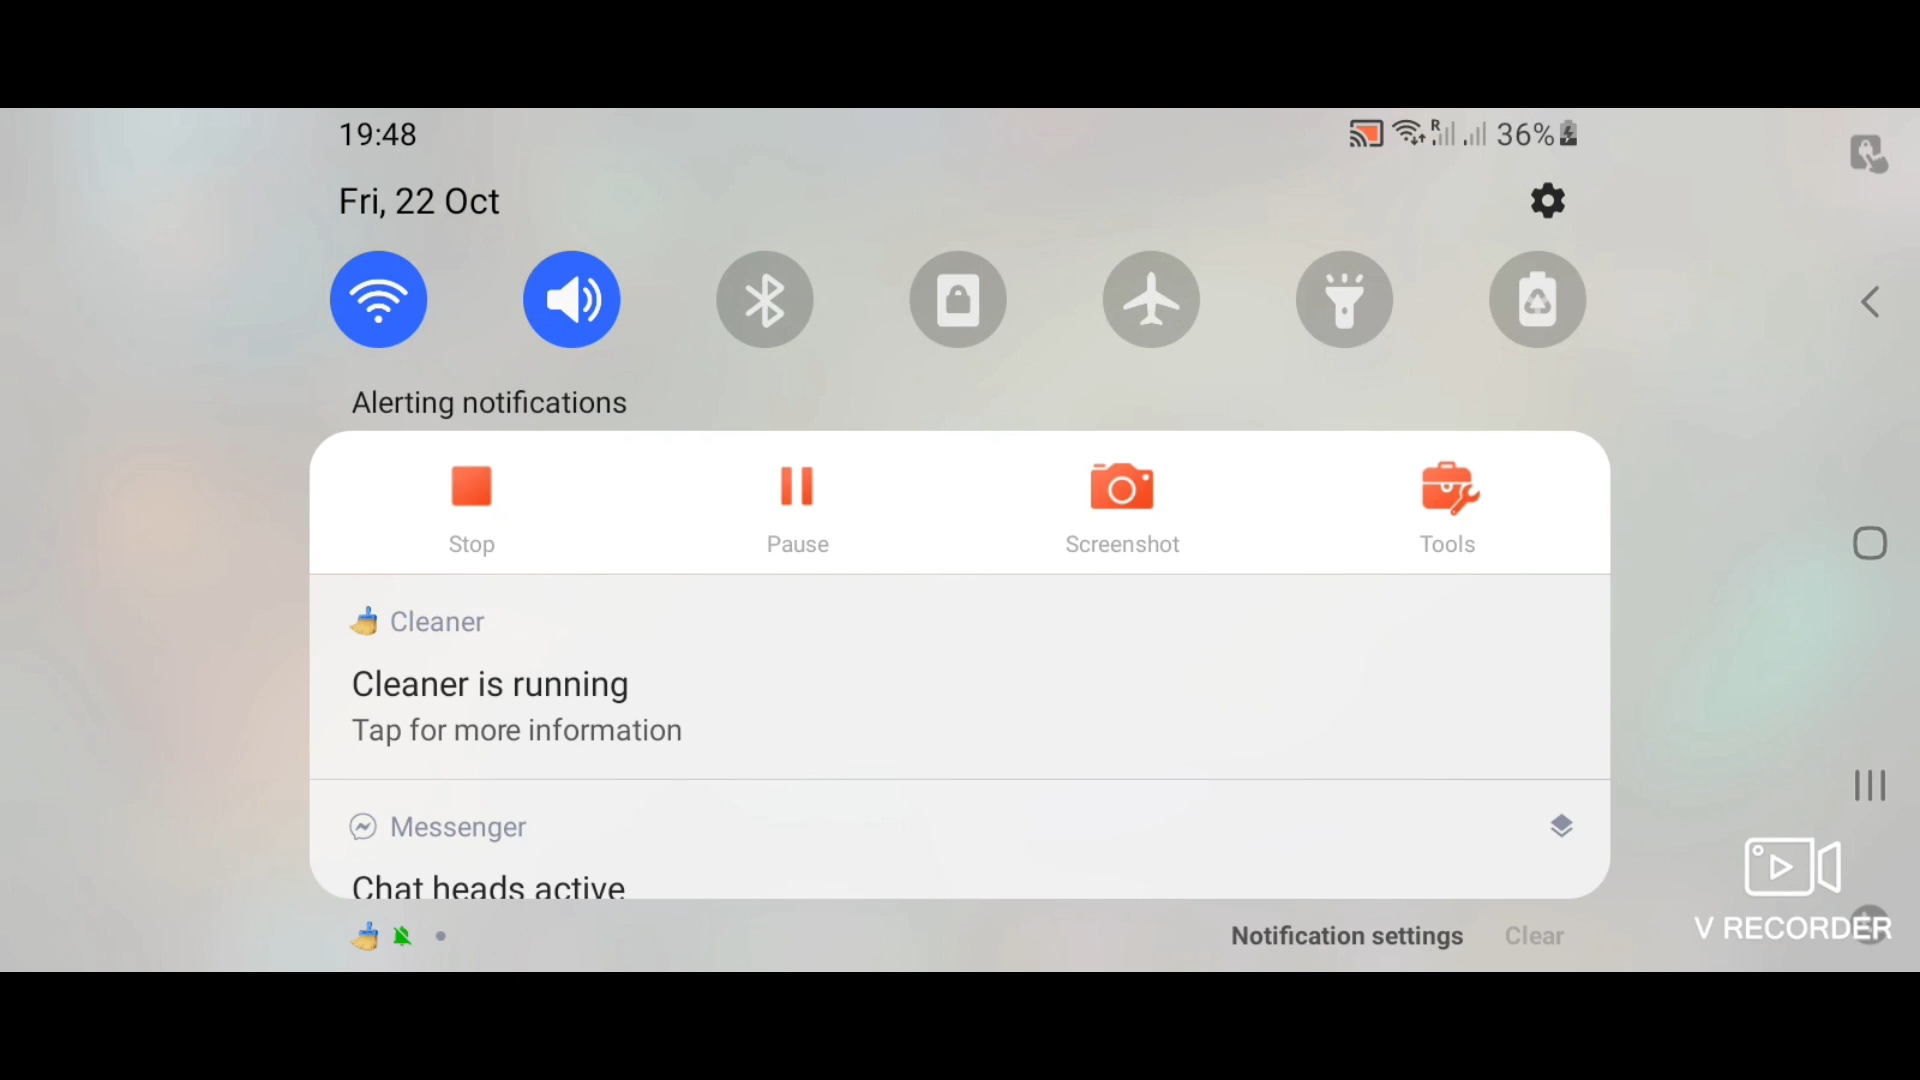 19:48
R 36%
Fri, 22 Oct
Alerting notifications
Stop Pause Screenshot Tools
Cleaner
Cleaner is running
Tap for more information
Messenger
Chat heads active
Notification settings Clear
V RECORDER